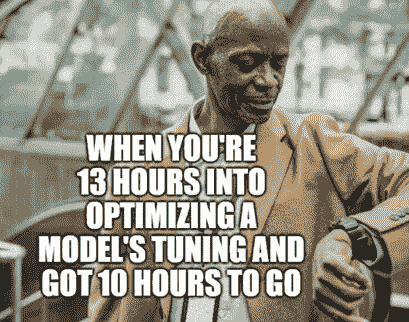 WHEN YOU'RE
13 HOURS INTO
OPTIMIZING A
MODEL'S TUNING AND
GOT 10 HOURS TO GO